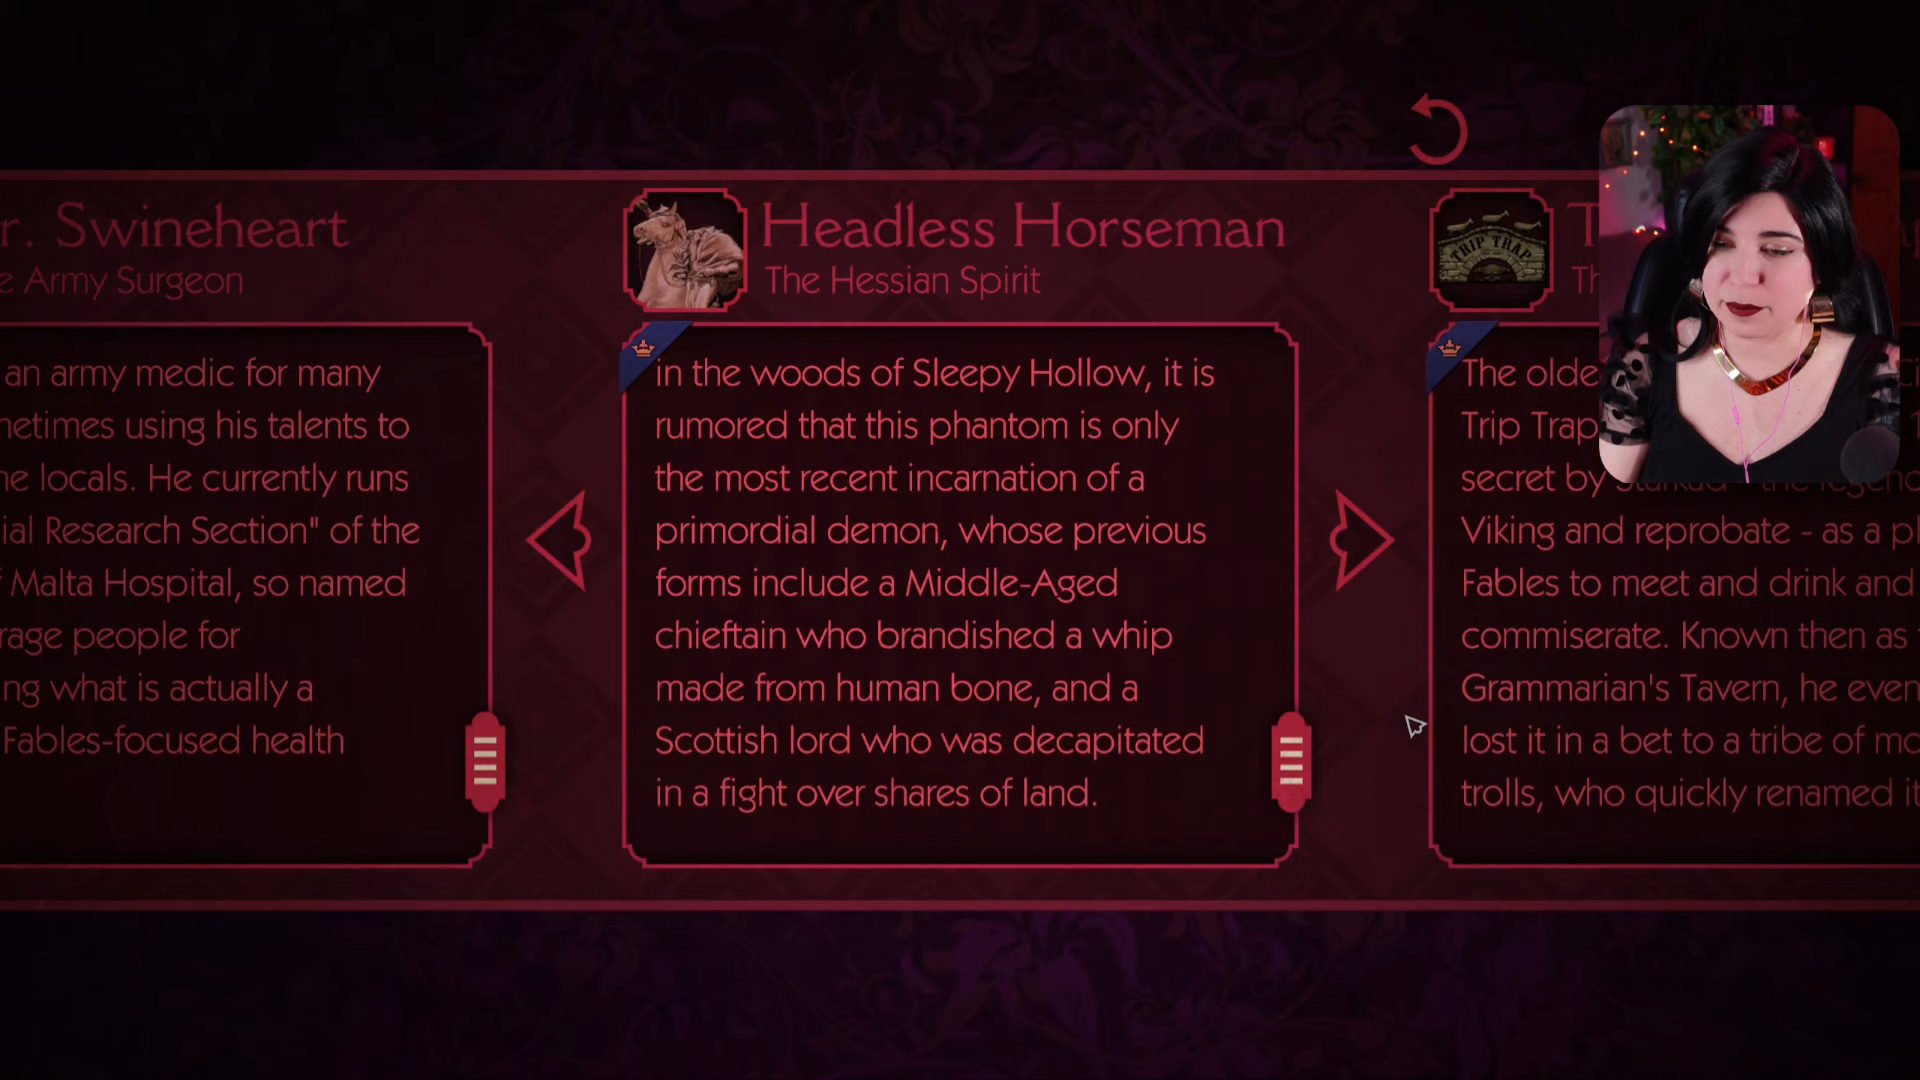 r. Swineheart
e Army Surgeon
an army medic for many
metimes using his talents to
ne locals. He currently runs
ial Research Section" of the
f Malta Hospital, so named
rage people for
ng what is actually a
Fables-focused health
Headless Horseman
The Hessian Spirit
in the woods of Sleepy Hollow, it is
rumored that this phantom is only
the most recent incarnation of a
primordial demon, whose previous
forms include a Middle-Aged
chieftain who brandished a whip
made from human bone, and a
Scottish lord who was decapitated
in a fight over shares of land.
TRIP TRAP
T
Th
The olde
Trip Trap
secret by
Viking and reprobate - as a pl
Fables to meet and drink and
commiserate. Known then as
Grammarian's Tavern, he even
lost it in a bet to a tribe of mo
trolls, who quickly renamed it